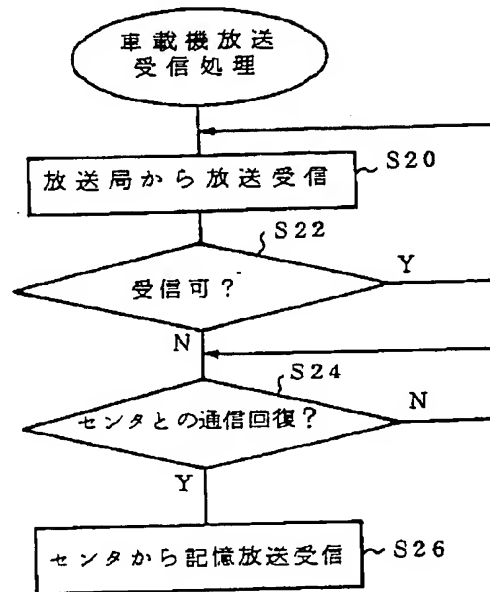 車載機放送
受信処理
放送局から放送受信
S20
S22
受信可?
Y
N
S24
センタとの通信回復?
N
Y
センタから記憶放送受信
S26